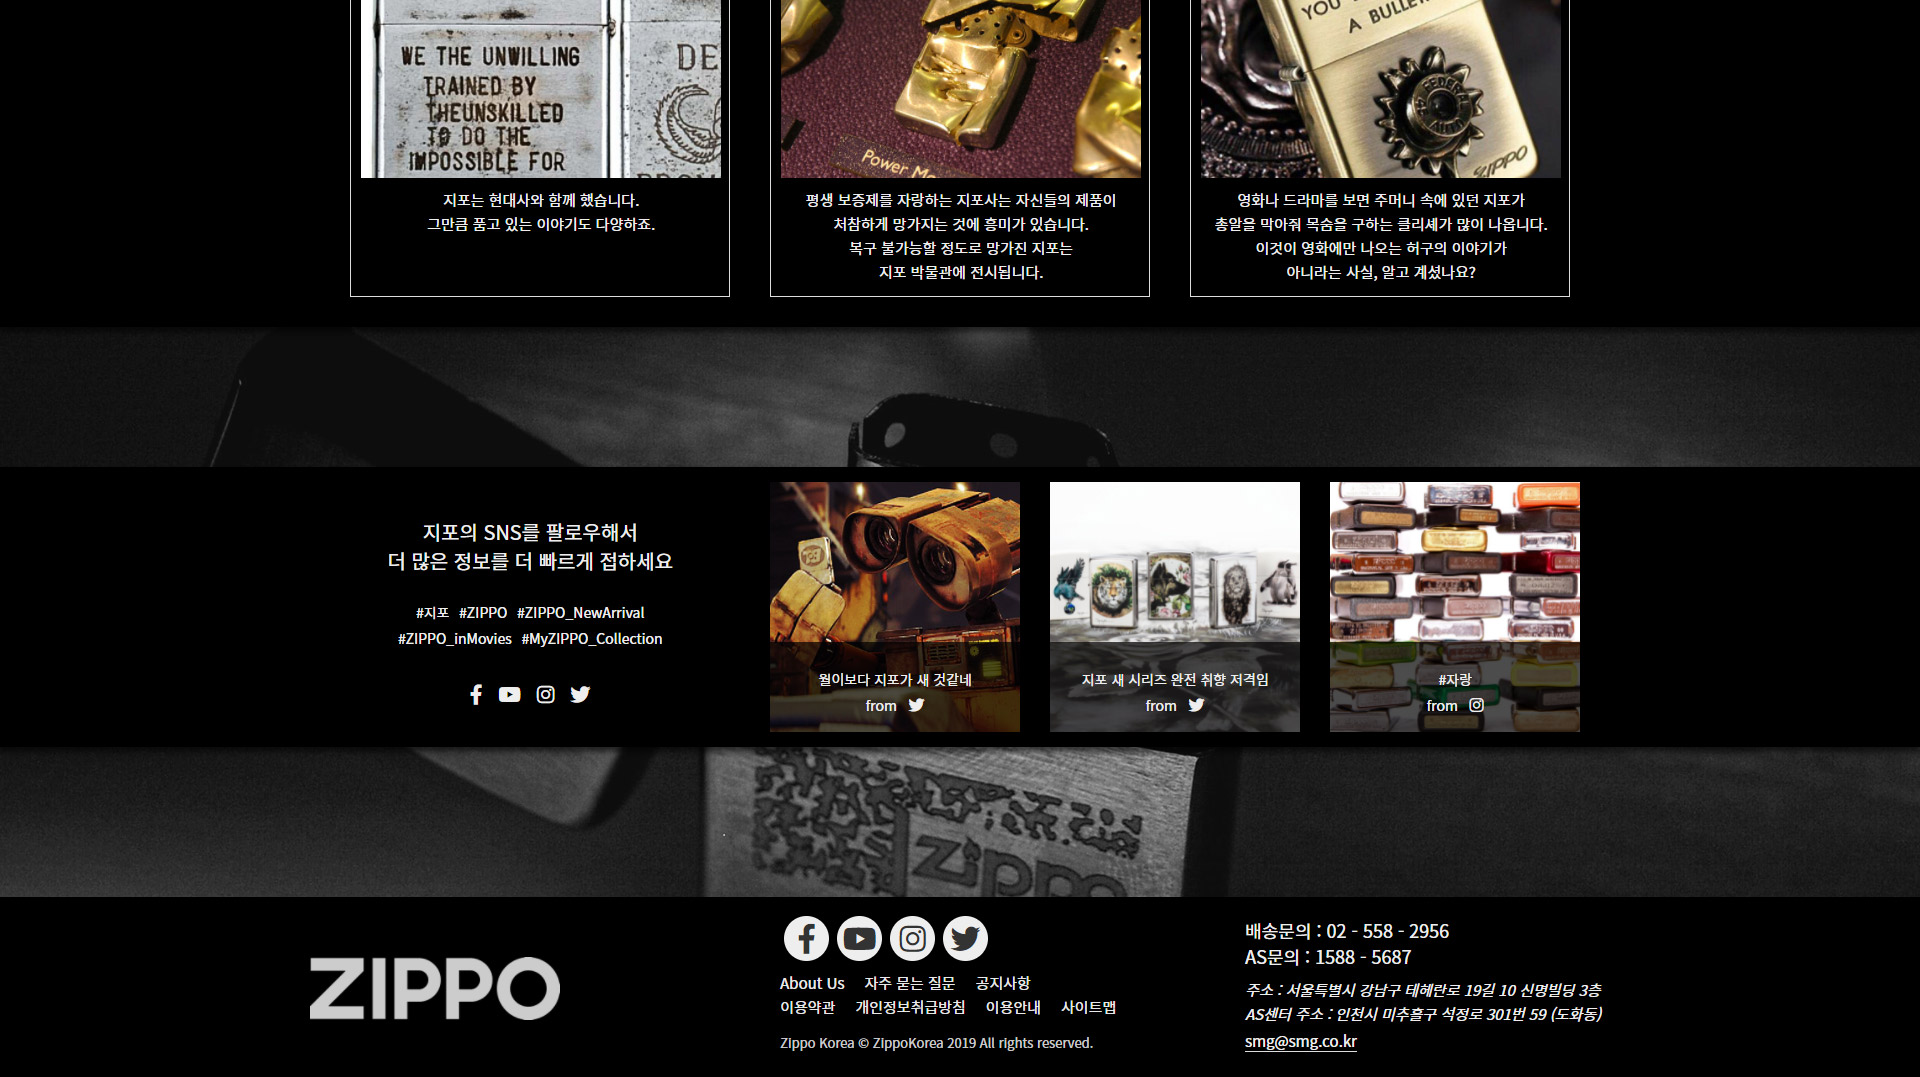 WE THE UNWILLING
TRAINED BY
THEUNSKILLED
TO DO THE
IMPOSSIBLE FOR
DE
Power
YOU
A BULLE
FEDERAL
ZIPPO
지포는 현대사와 함께 했습니다.
그만큼 품고 있는 이야기도 다양하죠.
평생 보증제를 자랑하는 지포사는 자신들의 제품이
처참하게 망가지는 것에 흥미가 있습니다.
복구 불가능할 정도로 망가진 지포는
지포 박물관에 전시됩니다.
영화나 드라마를 보면 주머니 속에 있던 지포가
총알을 막아줘 목숨을 구하는 클리셰가 많이 나옵니다.
이것이 영화에만 나오는 허구의 이야기가
아니라는 사실, 알고 계셨나요?
지포의 SNS를 팔로우해서
더 많은 정보를 더 빠르게 접하세요
#지포 #ZIPPO #ZIPPO_NewArrival
#ZIPPO_inMovies #MyZIPPO_Collection
월이보다 지포가 새 것같네
from
지포 새 시리즈 완전 취향 저격임
from
#자랑
from
zippo
ZIPPO
About Us 자주 묻는 질문 공지사항
이용약관 개인정보취급방침 이용안내 사이트맵
Zippo Korea © ZippoKorea 2019 All rights reserved.
배송문의 : 02 - 558 - 2956
AS문의 : 1588 - 5687
주소 : 서울특별시 강남구 테헤란로 19길 10 신명빌딩 3층
AS센터 주소 : 인천시 미추홀구 석정로 301번 59 (도화동)
smg@smg.co.kr